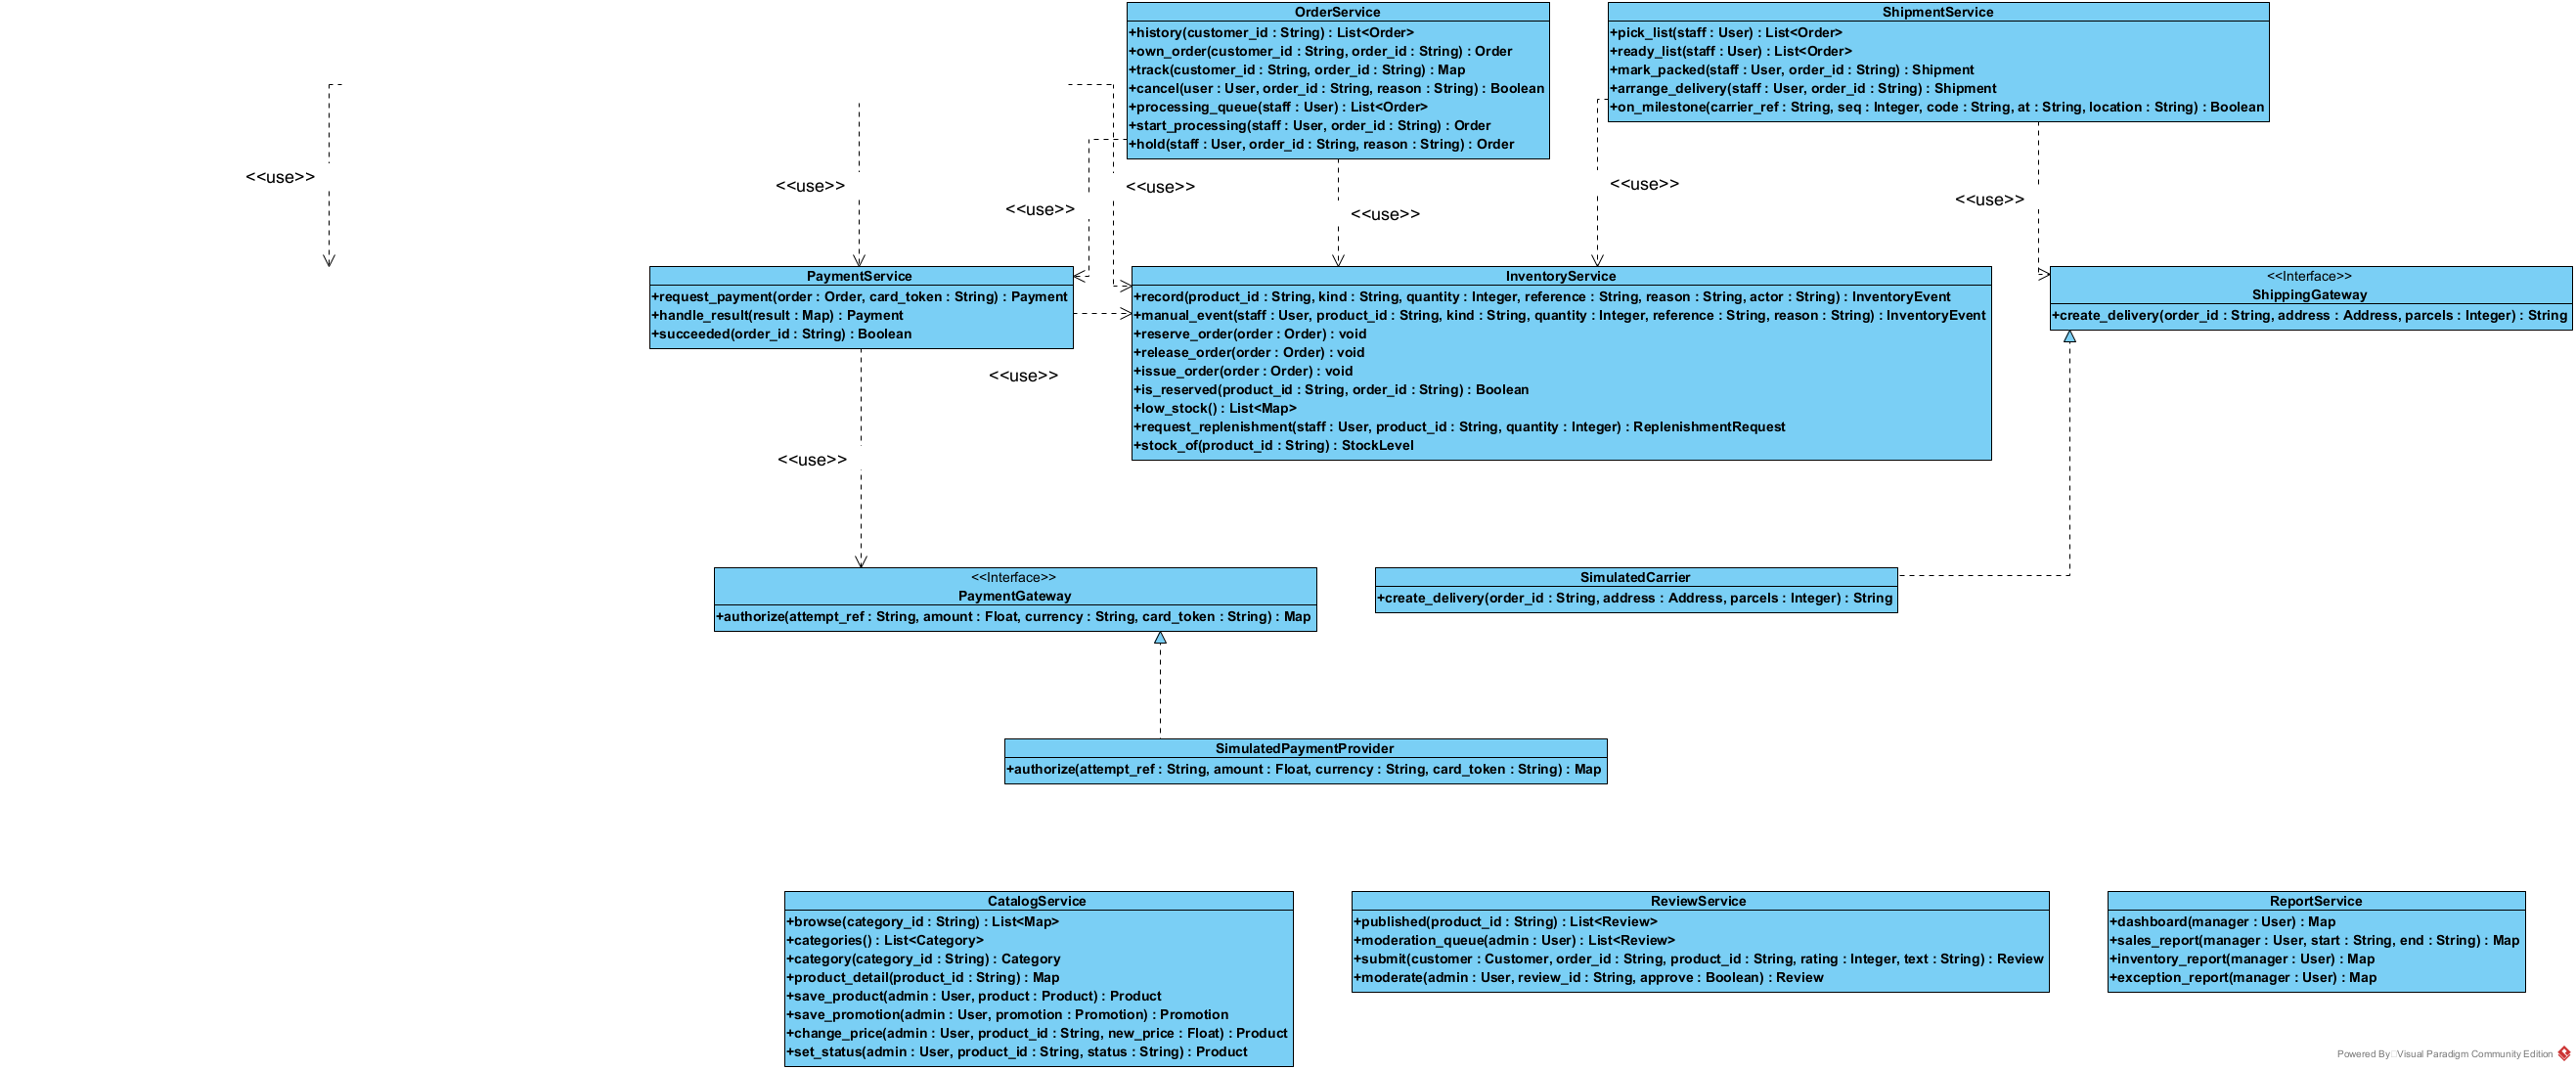 OrderService
+history(customer_id : String) : List<Order>
+own_order(customer_id : String, order_id : String) : Order
+track(customer_id : String, order_id : String) : Map
+cancel(user : User, order_id : String, reason : String) : Boolean
+processing_queue(staff : User) : List<Order>
+start_processing(staff : User, order_id : String) : Order
+hold(staff : User, order_id : String, reason : String) : Order
ShipmentService
+pick_list(staff : User) : List<Order>
+ready_list(staff : User) : List<Order>
+mark_packed(staff : User, order_id : String) : Shipment
+arrange_delivery(staff : User, order_id : String) : Shipment
+on_milestone(carrier_ref : String, seq : Integer, code : String, at : String, location : String) : Boolean
<<use>>
<<use>>
<<use>>
<<use>>
<<use>>
<<use>>
<<use>>
PaymentService
+request_payment(order : Order, card_token : String) : Payment
+handle_result(result : Map) : Payment
+succeeded(order_id : String) : Boolean
InventoryService
+record(product_id : String, kind : String, quantity : Integer, reference : String, reason : String, actor : String) : InventoryEvent
+manual_event(staff : User, product_id : String, kind : String, quantity : Integer, reference : String, reason : String) : InventoryEvent
+reserve_order(order : Order) : void
+release_order(order : Order) : void
+issue_order(order : Order) : void
+is_reserved(product_id : String, order_id : String) : Boolean
+low_stock() : List<Map>
+request_replenishment(staff : User, product_id : String, quantity : Integer) : ReplenishmentRequest
+stock_of(product_id : String) : StockLevel
<<Interface>>
ShippingGateway
+create_delivery(order_id : String, address : Address, parcels : Integer) : String
<<use>>
<<use>>
<<Interface>>
PaymentGateway
+authorize(attempt_ref : String, amount : Float, currency : String, card_token : String) : Map
SimulatedCarrier
+create_delivery(order_id : String, address : Address, parcels : Integer) : String
SimulatedPaymentProvider
+authorize(attempt_ref : String, amount : Float, currency : String, card_token : String) : Map
CatalogService
+browse(category_id : String) : List<Map>
+categories() : List<Category>
+category(category_id : String) : Category
+product_detail(product_id : String) : Map
+save_product(admin : User, product : Product) : Product
+save_promotion(admin : User, promotion : Promotion) : Promotion
+change_price(admin : User, product_id : String, new_price : Float) : Product
+set_status(admin : User, product_id : String, status : String) : Product
ReviewService
+published(product_id : String) : List<Review>
+moderation_queue(admin : User) : List<Review>
+submit(customer : Customer, order_id : String, product_id : String, rating : Integer, text : String) : Review
+moderate(admin : User, review_id : String, approve : Boolean) : Review
ReportService
+dashboard(manager : User) : Map
+sales_report(manager : User, start : String, end : String) : Map
+inventory_report(manager : User) : Map
+exception_report(manager : User) : Map
Powered By Visual Paradigm Community Edition